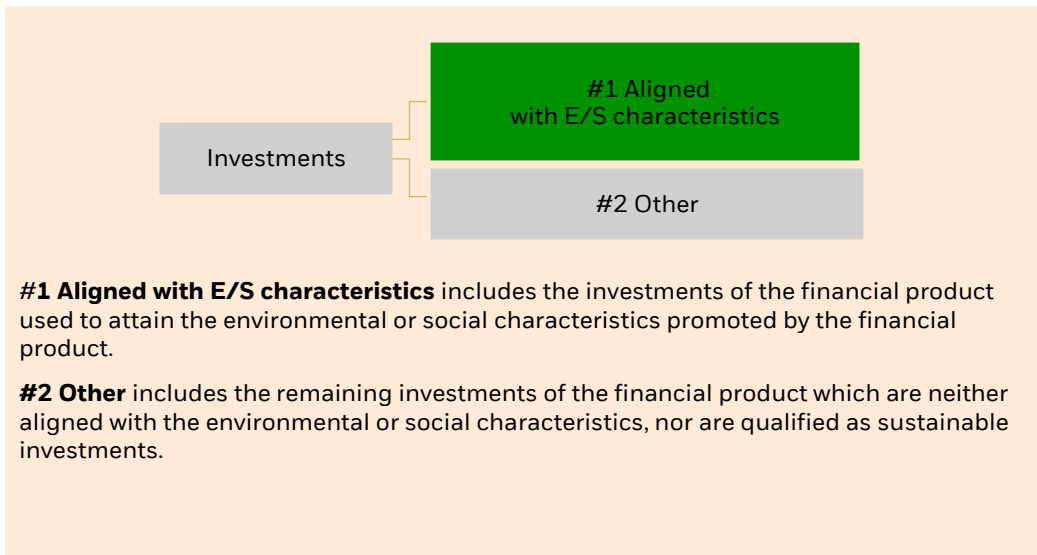 #1 Aligned
with E/S characteristics
Investments
#2 Other
#1 Aligned with E/S characteristics includes the investments of the financial product
used to attain the environmental or social characteristics promoted by the financial
product.
#2 Other includes the remaining investments of the financial product which are neither
aligned with the environmental or social characteristics, nor are qualified as sustainable
investments.